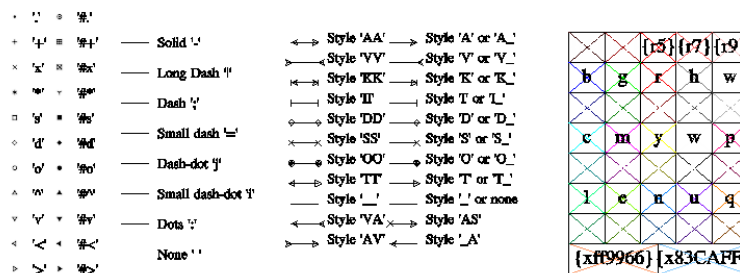 '.' '#.'
'+' '#+' Solid '-'
'x' '#x' Long Dash '|'
'*' '#*' Dash ';'
's' '#s' Small dash '='
'd' '#d' Dash-dot 'j'
'o' '#o' Small dash-dot 'i'
'^' '#^' Dots ':'
'v' '#v' None ' '
'<' '#<'
'>' '#>'
Style 'AA' Style 'A' or 'A_'
Style 'VV' Style 'V' or 'V_'
Style 'KK' Style 'K' or 'K_'
Style 'II' Style 'I' or 'I_'
Style 'DD' Style 'D' or 'D_'
Style 'SS' Style 'S' or 'S_'
Style 'OO' Style 'O' or 'O_'
Style 'TT' Style 'T' or 'T_'
Style '__' Style '_' or none
Style 'VA' Style 'AS'
Style 'AV' Style '_A'
{r5} {r7} {r9
b g r h w
c m y w p
l e n u q
{xff9966} {x83CAFF